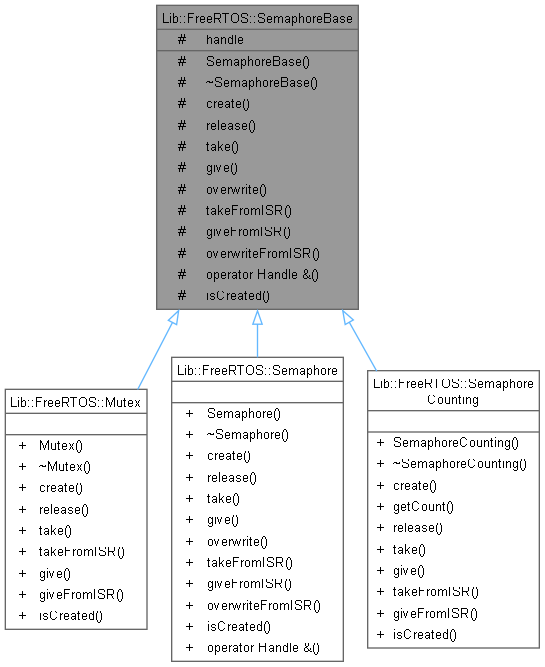 Lib::FreeRTOS::SemaphoreBase
# handle
# SemaphoreBase()
# ~SemaphoreBase()
# create()
# release()
# take()
# give()
# overwrite()
# takeFromISR()
# giveFromISR()
# overwriteFromISR()
# operator Handle &()
# isCreated()
Lib::FreeRTOS::Mutex
+ Mutex()
+ ~Mutex()
+ create()
+ release()
+ take()
+ takeFromISR()
+ give()
+ giveFromISR()
+ isCreated()
Lib::FreeRTOS::Semaphore
+ Semaphore()
+ ~Semaphore()
+ create()
+ release()
+ take()
+ give()
+ overwrite()
+ takeFromISR()
+ giveFromISR()
+ overwriteFromISR()
+ isCreated()
+ operator Handle &()
Lib::FreeRTOS::Semaphore
Counting
+ SemaphoreCounting()
+ ~SemaphoreCounting()
+ create()
+ getCount()
+ release()
+ take()
+ give()
+ takeFromISR()
+ giveFromISR()
+ isCreated()